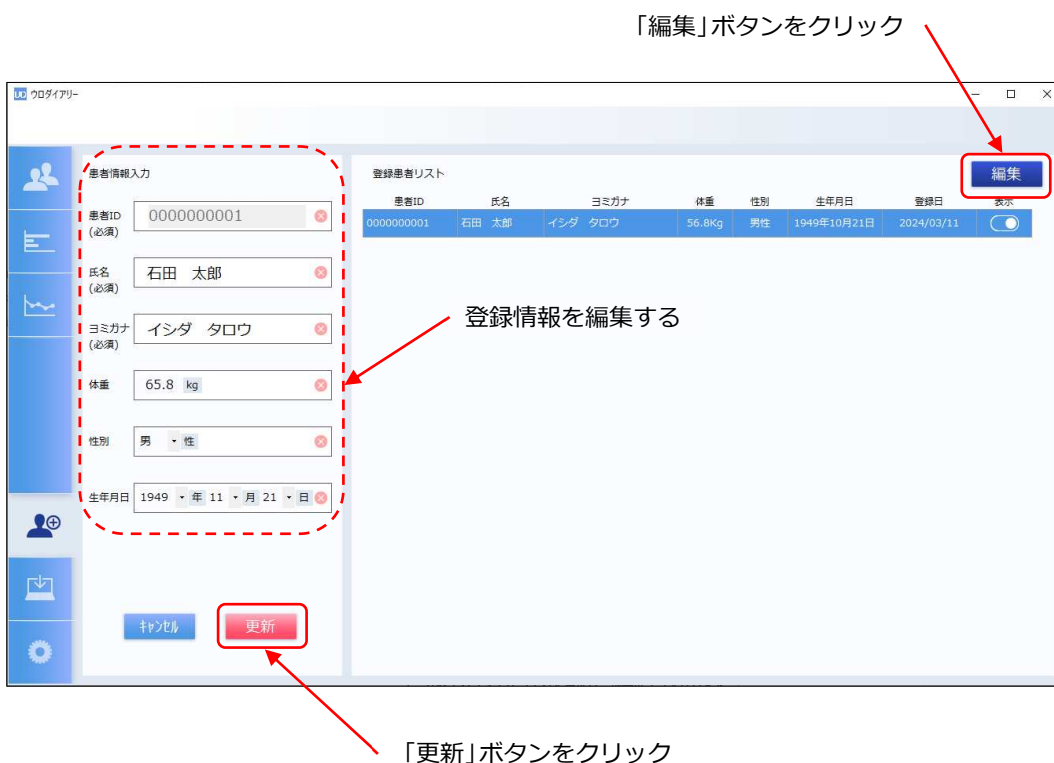 「編集」ボタンをクリック
UD ウロダイアリー
患者情報入力
登録患者リスト
編集
患者ID 氏名 ヨミガナ 体重 性別 生年月日 登録日 表示
0000000001 石田 太郎 イシダ タロウ 56.8Kg 男性 1949年10月21日 2024/03/11
患者ID
(必須)
0000000001
氏名
(必須)
石田 太郎
ヨミガナ
(必須)
イシダ タロウ
登録情報を編集する
体重 65.8 kg
性別 男 性
生年月日 1949 年 11 月 21 日
キャンセル 更新
「更新」ボタンをクリック